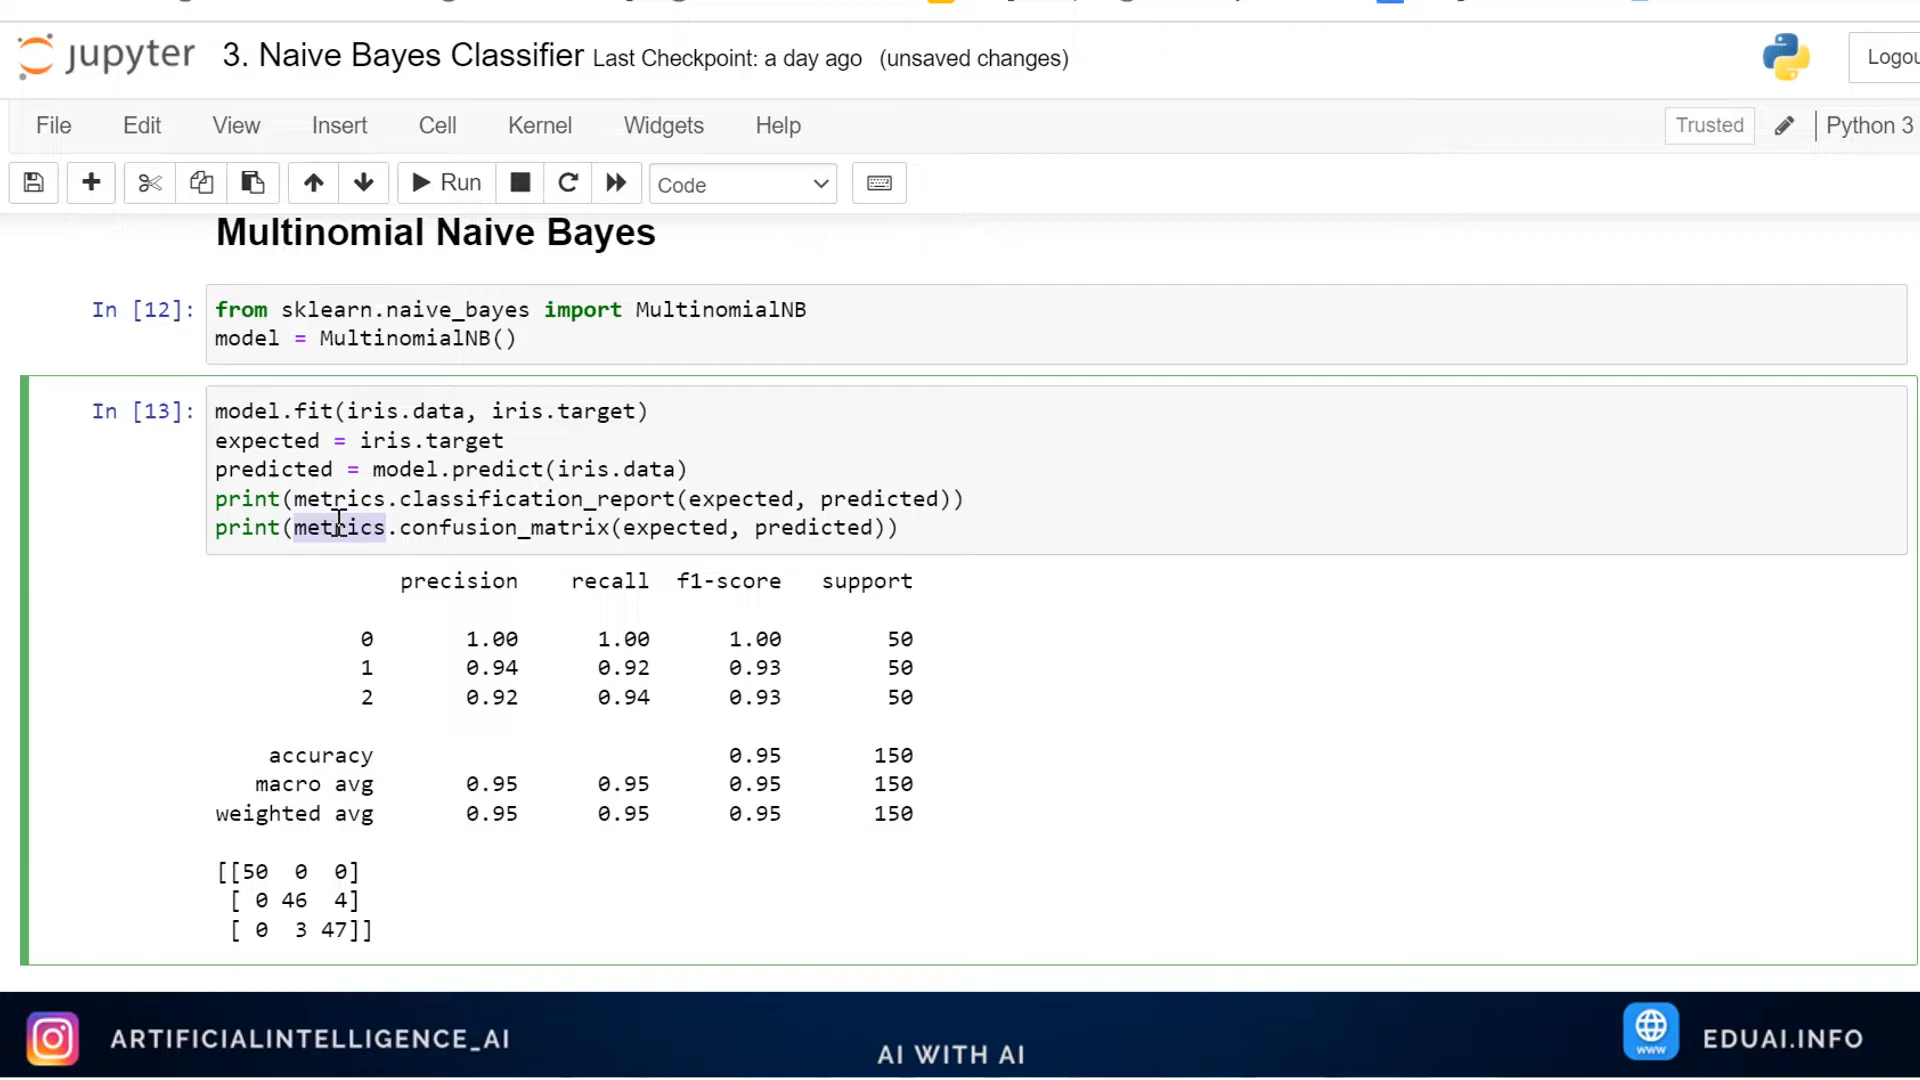 jupyter 3. Naive Bayes Classifier Last Checkpoint: a day ago (unsaved changes)
Logou
File Edit View Insert Cell Kernel Widgets Help Trusted Python 3
Run Code
Multinomial Naive Bayes
In [12]: from sklearn.naive_bayes import MultinomialNB
model = MultinomialNB()
In [13]: model.fit(iris.data, iris.target)
expected = iris.target
predicted = model.predict(iris.data)
print(metrics.classification_report(expected, predicted))
print(metrics.confusion_matrix(expected, predicted))
precision recall f1-score support
0 1.00 1.00 1.00 50
1 0.94 0.92 0.93 50
2 0.92 0.94 0.93 50
accuracy 0.95 150
macro avg 0.95 0.95 0.95 150
weighted avg 0.95 0.95 0.95 150
[[50 0 0]
[ 0 46 4]
[ 0 3 47]]
ARTIFICIALINTELLIGENCE_AI
AI WITH AI
WWW
EDUAI.INFO